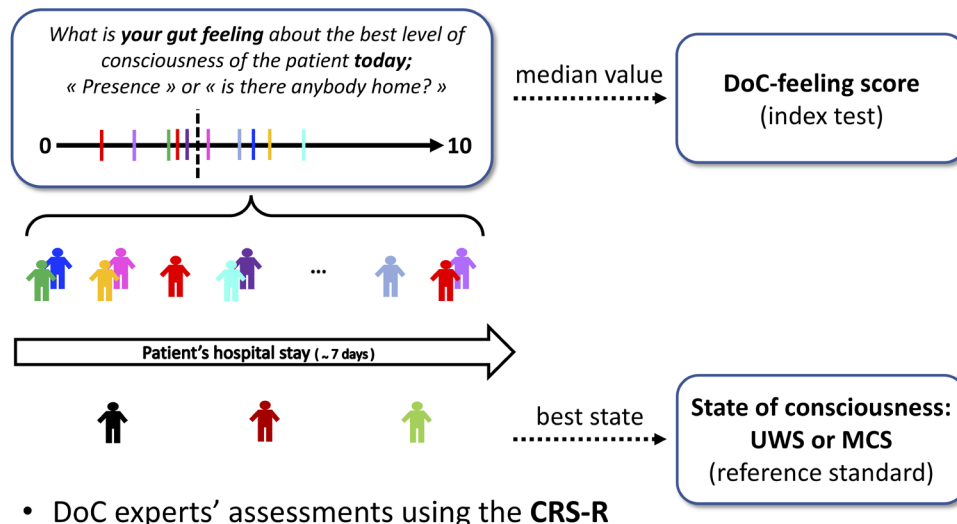 What is your gut feeling about the best level of
consciousness of the patient today;
« Presence » or « is there anybody home? »
0
10
median value
DoC-feeling score
(index test)
...
Patient's hospital stay ( ~ 7 days )
best state
State of consciousness:
UWS or MCS
(reference standard)
• DoC experts' assessments using the CRS-R